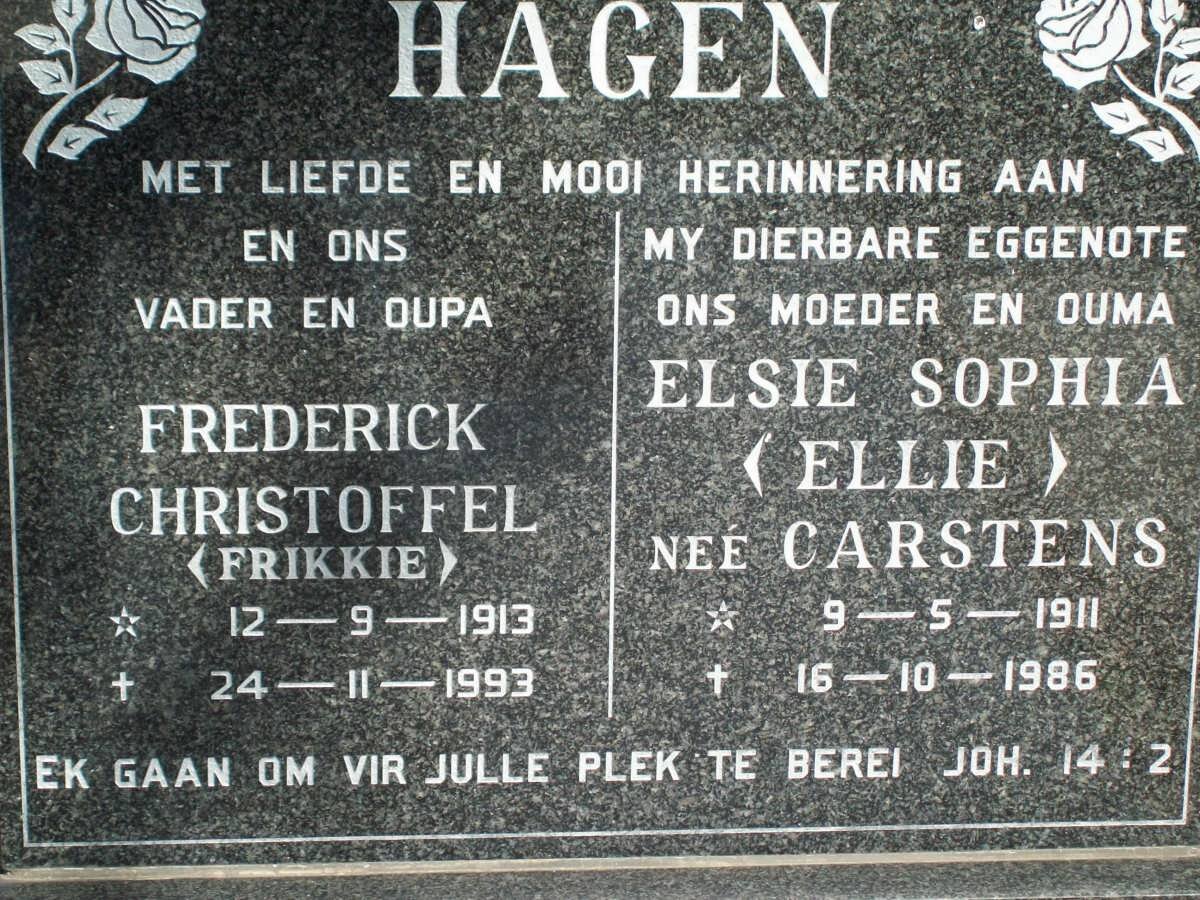 HAGEN
MET LIEFDE EN MOOI HERINNERING AAN
EN ONS
VADER EN OUPA
FREDERICK
CHRISTOFFEL
(FRIKKIE)
☆ 12 — 9 — 1913
† 24 — 11 — 1993
MY DIERBARE EGGENOTE
ONS MOEDER EN OUMA
ELSIE SOPHIA
(ELLIE)
NEÉ CARSTENS
☆ 9 — 5 — 1911
† 16 — 10 — 1986
EK GAAN OM VIR JULLE PLEK TE BEREI JOH. 14 : 2